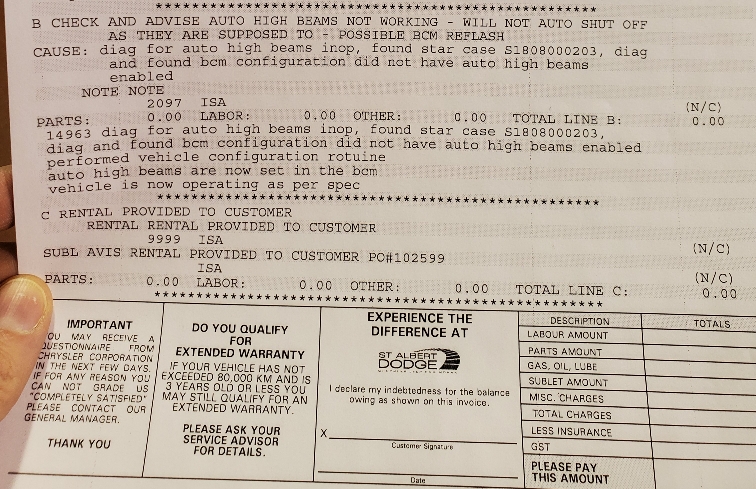 ****************************************************
B CHECK AND ADVISE AUTO HIGH BEAMS NOT WORKING - WILL NOT AUTO SHUT OFF
AS THEY ARE SUPPOSED TO - POSSIBLE BCM REFLASH
CAUSE: diag for auto high beams inop, found star case S1808000203, diag
and found bcm configuration did not have auto high beams
enabled
NOTE NOTE
2097 ISA (N/C)
PARTS: 0.00 LABOR: 0.00 OTHER: 0.00 TOTAL LINE B: 0.00
14963 diag for auto high beams inop, found star case S1808000203,
diag and found bcm configuration did not have auto high beams enabled
performed vehicle configuration rotuine
auto high beams are now set in the bcm
vehicle is now operating as per spec
****************************************************
C RENTAL PROVIDED TO CUSTOMER
RENTAL RENTAL PROVIDED TO CUSTOMER
9999 ISA (N/C)
SUBL AVIS RENTAL PROVIDED TO CUSTOMER PO#102599
ISA (N/C)
PARTS: 0.00 LABOR: 0.00 OTHER: 0.00 TOTAL LINE C: 0.00
****************************************************
IMPORTANT
YOU MAY RECEIVE A
QUESTIONNAIRE FROM
CHRYSLER CORPORATION
IN THE NEXT FEW DAYS.
IF FOR ANY REASON YOU
CAN NOT GRADE US
"COMPLETELY SATISFIED"
PLEASE CONTACT OUR
GENERAL MANAGER.
THANK YOU
DO YOU QUALIFY
FOR
EXTENDED WARRANTY
IF YOUR VEHICLE HAS NOT
EXCEEDED 80,000 KM AND IS
3 YEARS OLD OR LESS YOU
MAY STILL QUALIFY FOR AN
EXTENDED WARRANTY.
PLEASE ASK YOUR
SERVICE ADVISOR
FOR DETAILS.
EXPERIENCE THE
DIFFERENCE AT
ST ALBERT
DODGE
I declare my indebtedness for the balance
owing as shown on this invoice.
X
Customer Signature
Date
DESCRIPTION TOTALS
LABOUR AMOUNT
PARTS AMOUNT
GAS, OIL, LUBE
SUBLET AMOUNT
MISC. CHARGES
TOTAL CHARGES
LESS INSURANCE
GST
PLEASE PAY
THIS AMOUNT